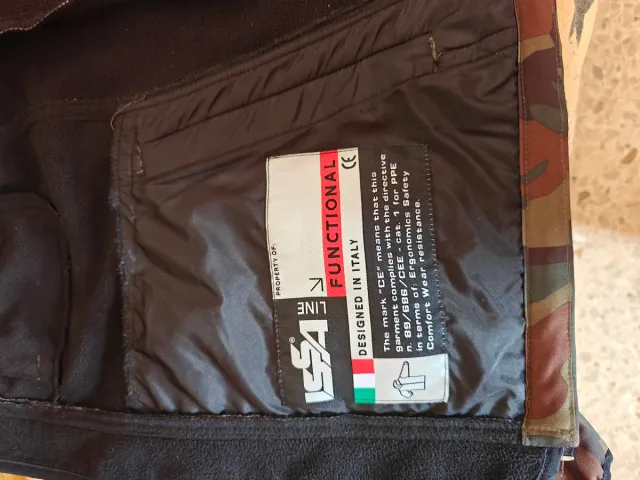 PROPERTY OF:
ISSA®
LINE
FUNCTIONAL
CE
DESIGNED IN ITALY
The mark "CE" means that this
garment complies with the directive
n. 89/686/CEE - cat. 1 for PPE
in terms of: Ergonomics Safety
Comfort Wear resistance.